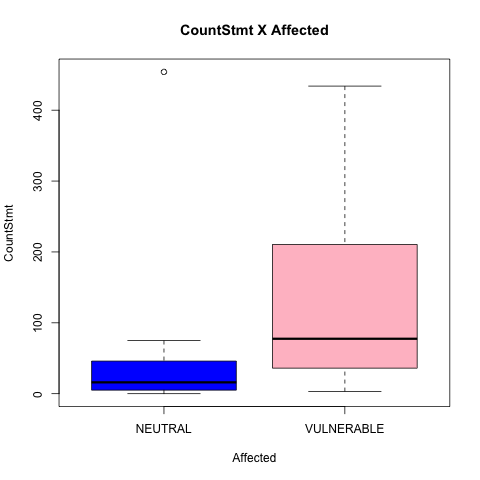 CountStmt X Affected
CountStmt
400
300
200
100
0
NEUTRAL VULNERABLE
Affected